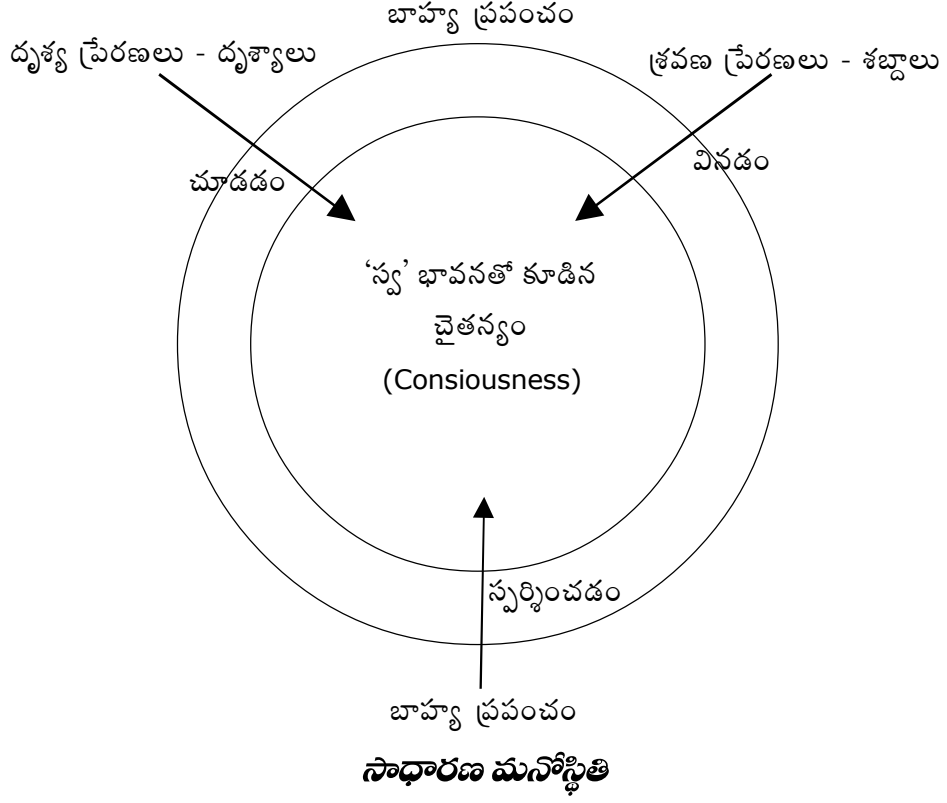 బాహ్య ప్రపంచం
దృశ్య ప్రేరణలు - దృశ్యాలు
శ్రవణ ప్రేరణలు - శబ్దాలు
వినడం
చూడడం
‘స్వ’ భావనతో కూడిన
చైతన్యం
(Consiousness)
స్పర్శించడం
బాహ్య ప్రపంచం
సాధారణ మనోస్థితి